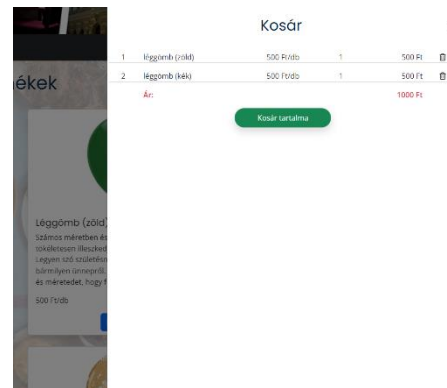 Kosár
1 léggömb (zöld) 500 Ft/db 1 500 Ft
2 léggömb (kék) 500 Ft/db 1 500 Ft
Ár: 1000 Ft
Kosár tartalma
ékek
Léggömb (zöld)
Számos méretben és
tökéletesen illeszked
Legyen szó születésn
bármilyen ünnepről.
és méretedet, hogy f
500 Ft/db